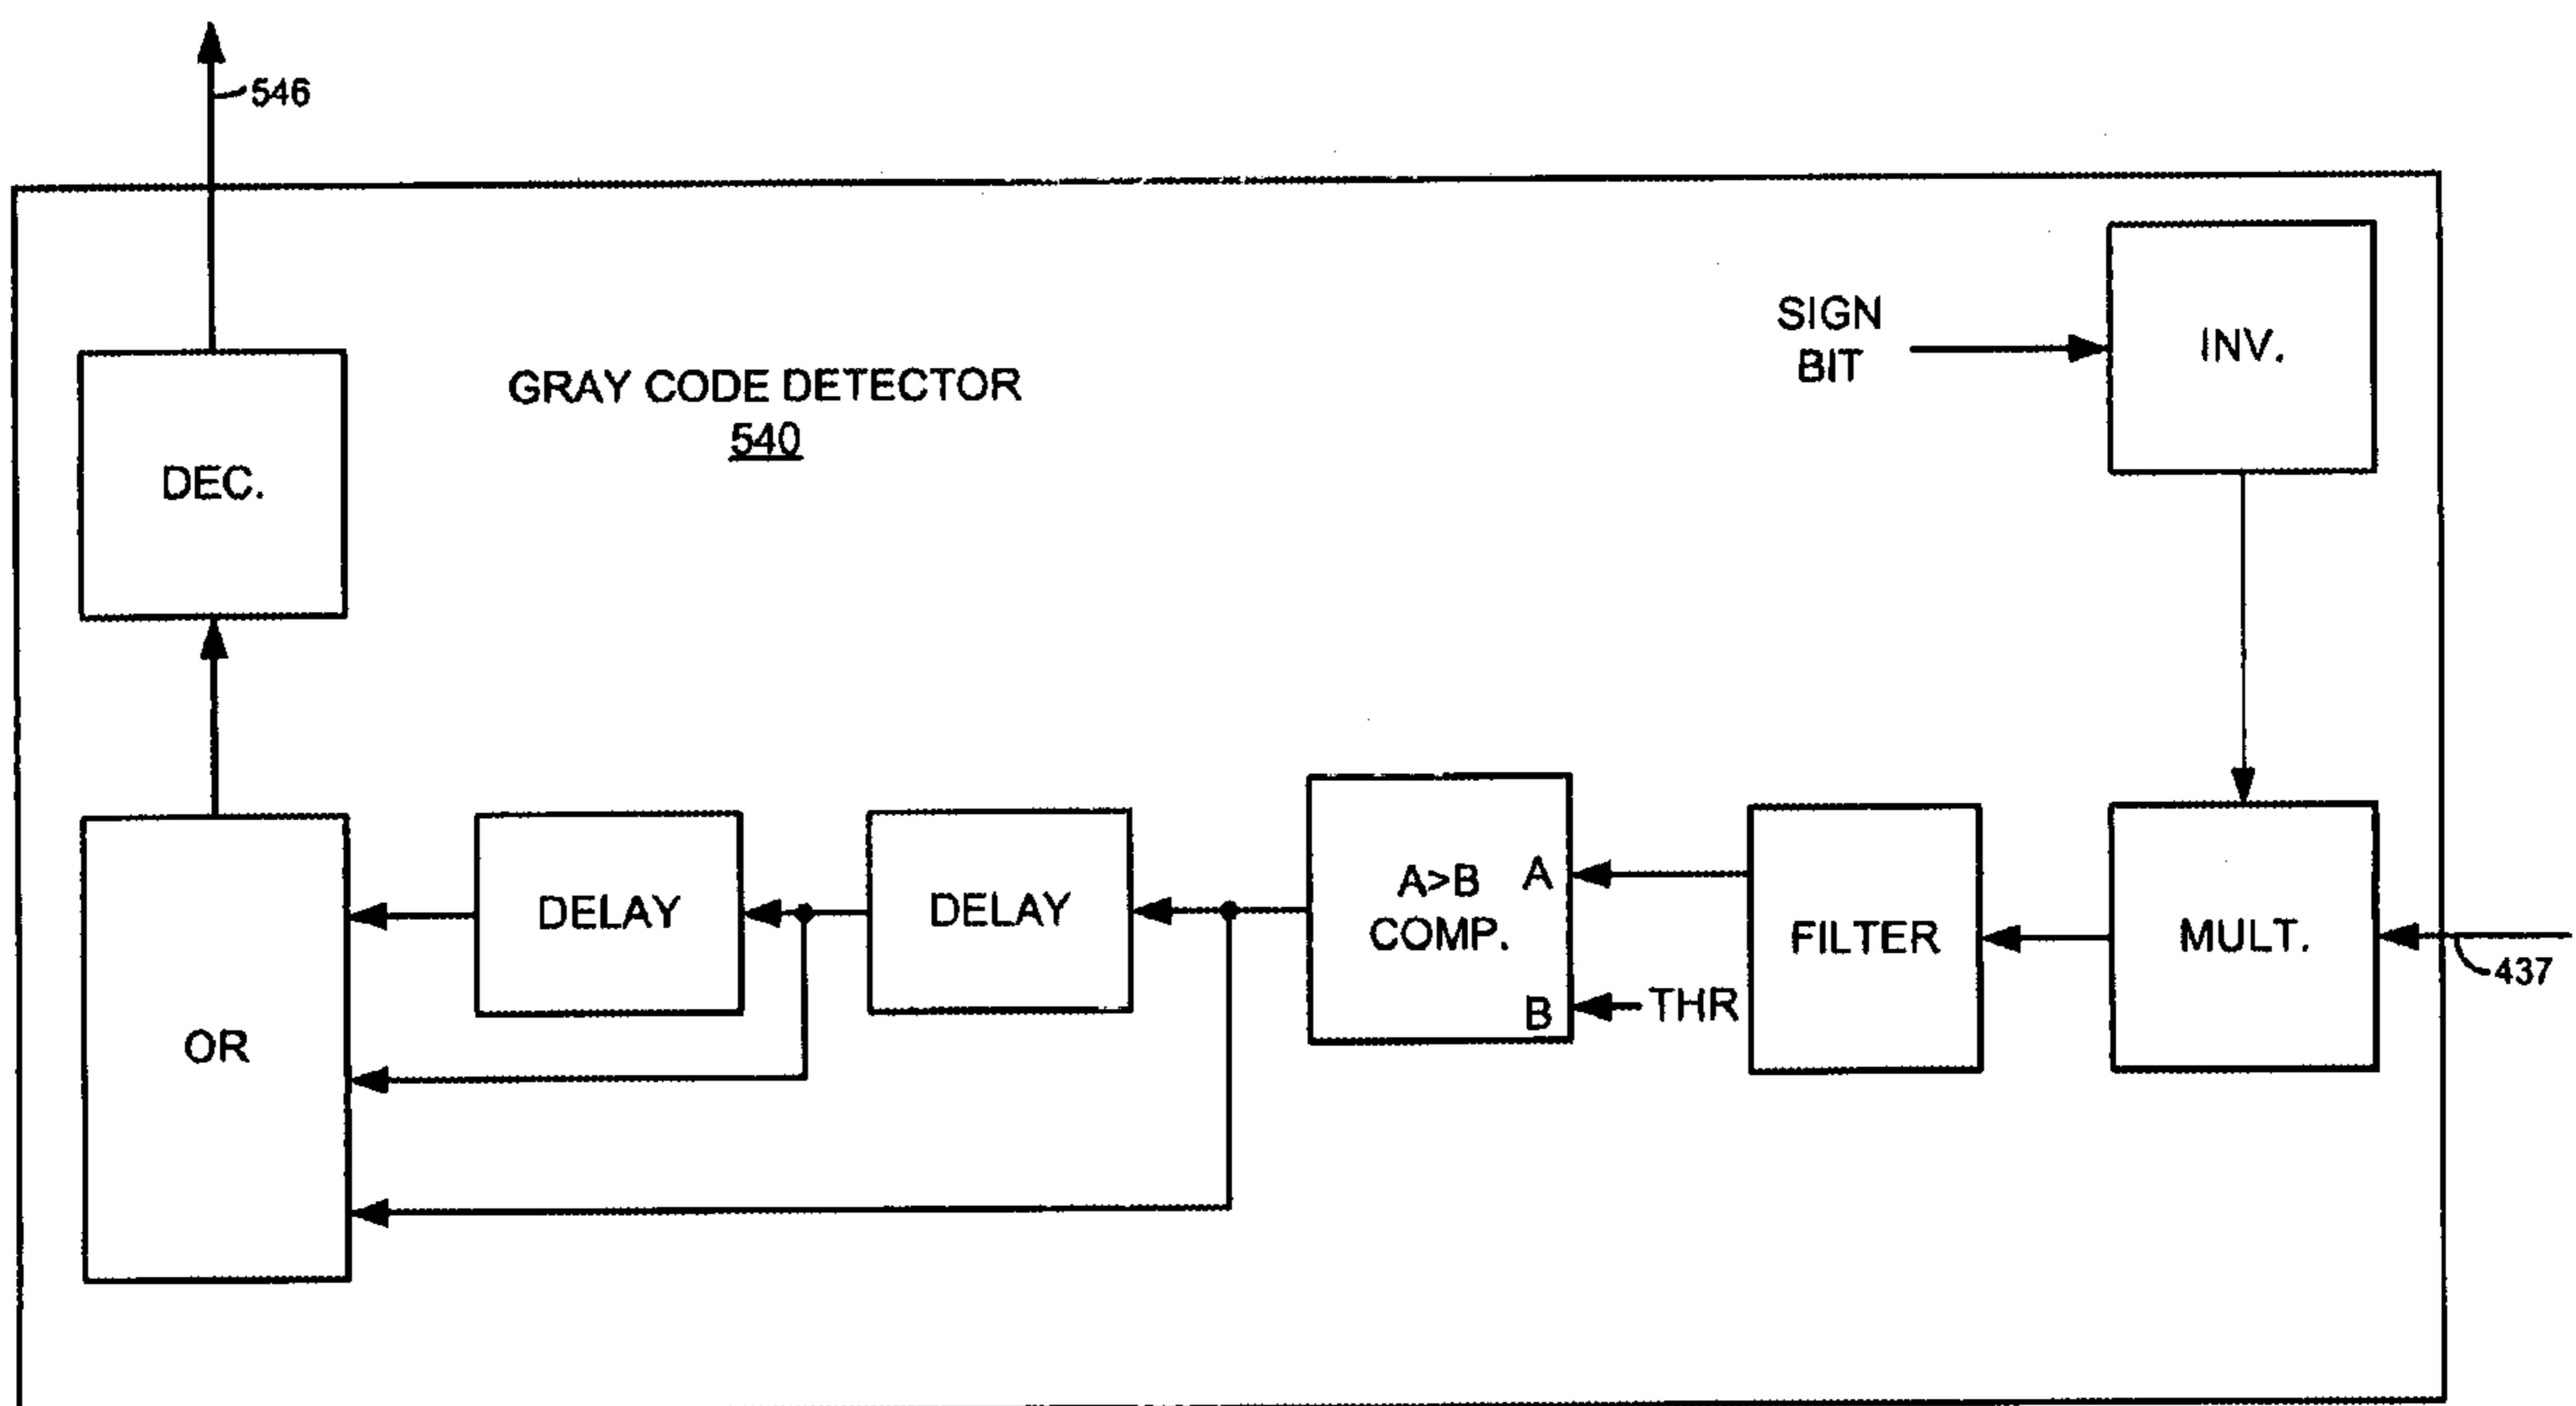 546
SIGN
BIT
INV.
GRAY CODE DETECTOR
540
DEC.
DELAY
DELAY
A>B
COMP.
A
B
THR
FILTER
MULT.
437
OR